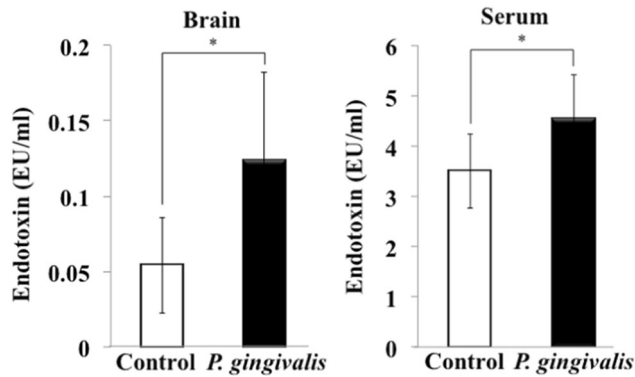 Brain
*
Endotoxin (EU/ml)
0.2
0.15
0.1
0.05
0
Control P. gingivalis
Serum
*
Endotoxin (EU/ml)
6
5
4
3
2
1
0
Control P. gingivalis